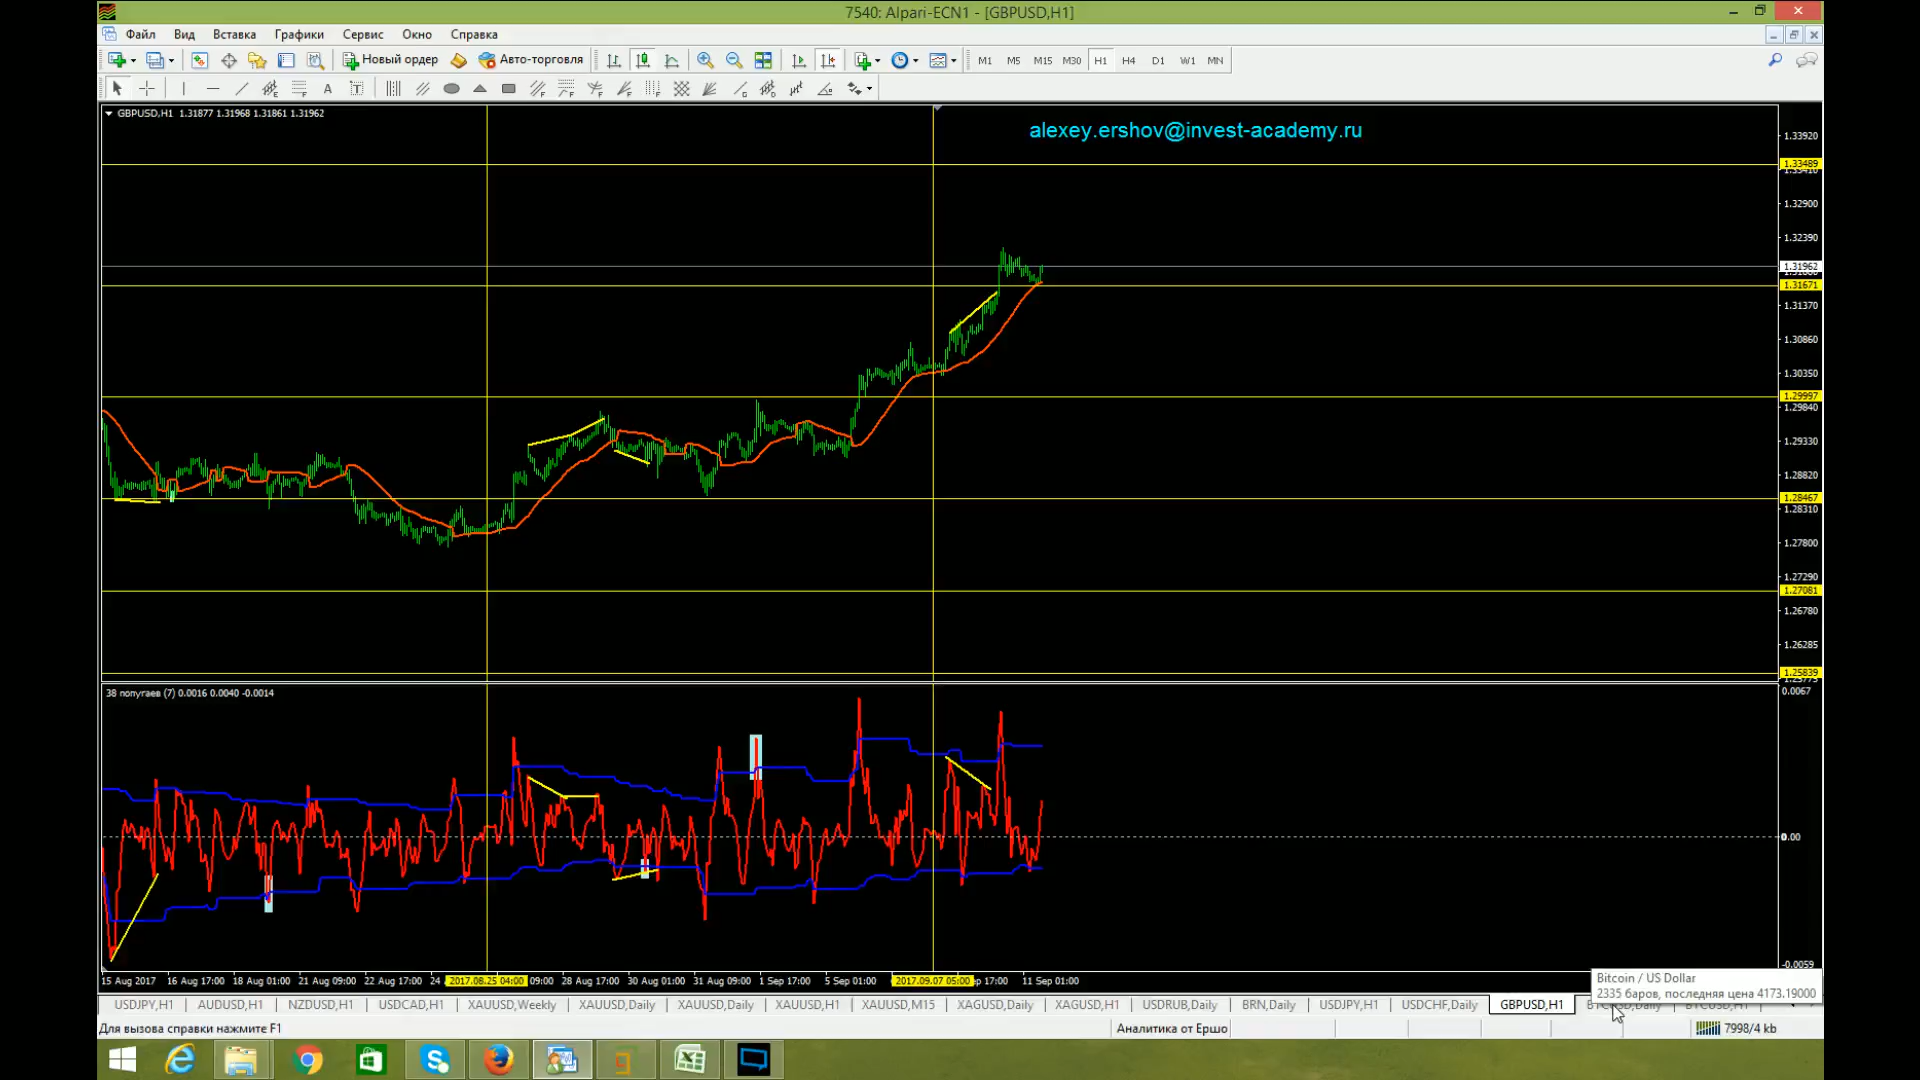 7540: Alpari-ECN1 - [GBPUSD,H1]
Файл Вид Вставка Графики Сервис Окно Справка
Новый ордер Авто-торговля M1 M5 M15 M30 H1 H4 D1 W1 MN
GBPUSD,H1 1.31877 1.31968 1.31861 1.31962
alexey.ershov@invest-academy.ru
1.33920
1.33489
1.32900
1.32390
1.31962
1.31671
1.31370
1.30860
1.30350
1.29997
1.29840
1.29330
1.28820
1.28467
1.28310
1.27800
1.27290
1.27081
1.26780
1.26285
1.25839
38 попугаев (7) 0.0016 0.0040 -0.0014
0.0067
0.00
-0.0059
15 Aug 2017 16 Aug 17:00 18 Aug 01:00 21 Aug 09:00 22 Aug 17:00 24 2017.08.25 04:00 09:00 28 Aug 17:00 30 Aug 01:00 31 Aug 09:00 1 Sep 17:00 5 Sep 01:00 2017.09.07 05:00 p 17:00 11 Sep 01:00
Bitcoin / US Dollar
2335 баров, последняя цена 4173.19000
USDJPY,H1 AUDUSD,H1 NZDUSD,H1 USDCAD,H1 XAUUSD,Weekly XAUUSD,Daily XAUUSD,Daily XAUUSD,H1 XAUUSD,M15 XAGUSD,Daily XAGUSD,H1 USDRUB,Daily BRN,Daily USDJPY,H1 USDCHF,Daily GBPUSD,H1 BTCUSD,Daily BTCUSD,H1
Для вызова справки нажмите F1 Аналитика от Ершо 7998/4 kb